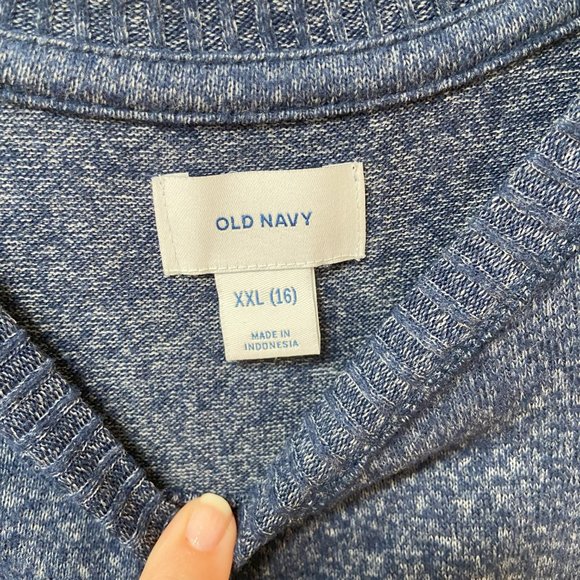 OLD NAVY
XXL (16)
MADE IN
INDONESIA